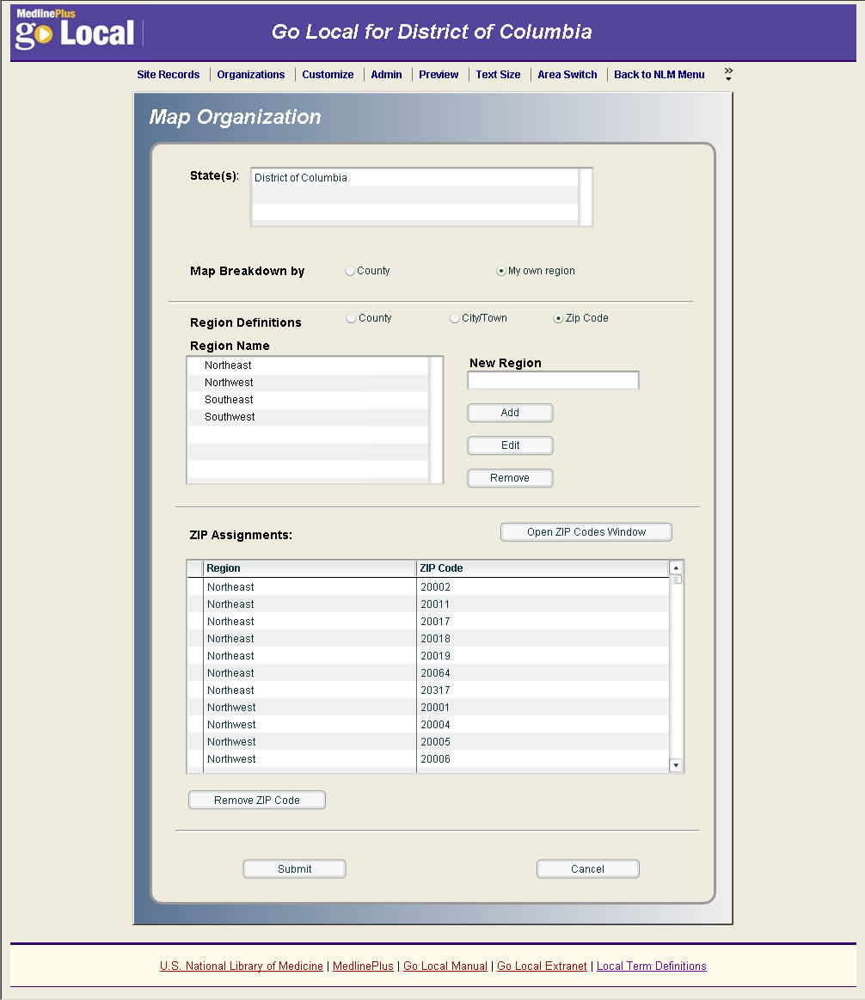 MedlinePlus
go Local
Go Local for District of Columbia
Site Records | Organizations | Customize | Admin | Preview | Text Size | Area Switch | Back to NLM Menu
Map Organization
State(s):
District of Columbia
Map Breakdown by County My own region
Region Definitions County City/Town Zip Code
Region Name
Northeast
Northwest
Southeast
Southwest
New Region
Add
Edit
Remove
ZIP Assignments: Open ZIP Codes Window
Region ZIP Code
Northeast 20002
Northeast 20011
Northeast 20017
Northeast 20018
Northeast 20019
Northeast 20064
Northeast 20317
Northwest 20001
Northwest 20004
Northwest 20005
Northwest 20006
Remove ZIP Code
Submit Cancel
U.S. National Library of Medicine | MedlinePlus | Go Local Manual | Go Local Extranet | Local Term Definitions